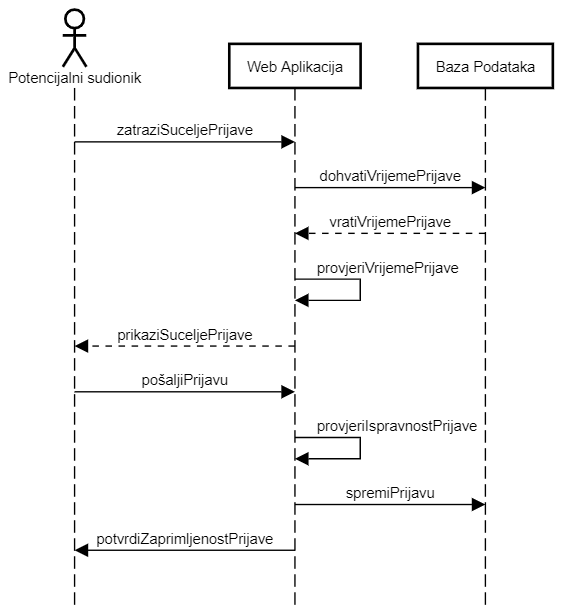 Potencijalni sudionik
Web Aplikacija
Baza Podataka
zatraziSuceljePrijave
dohvatiVrijemePrijave
vratiVrijemePrijave
provjeriVrijemePrijave
prikaziSuceljePrijave
pošaljiPrijavu
provjeriIspravnostPrijave
spremiPrijavu
potvrdiZaprimljenostPrijave